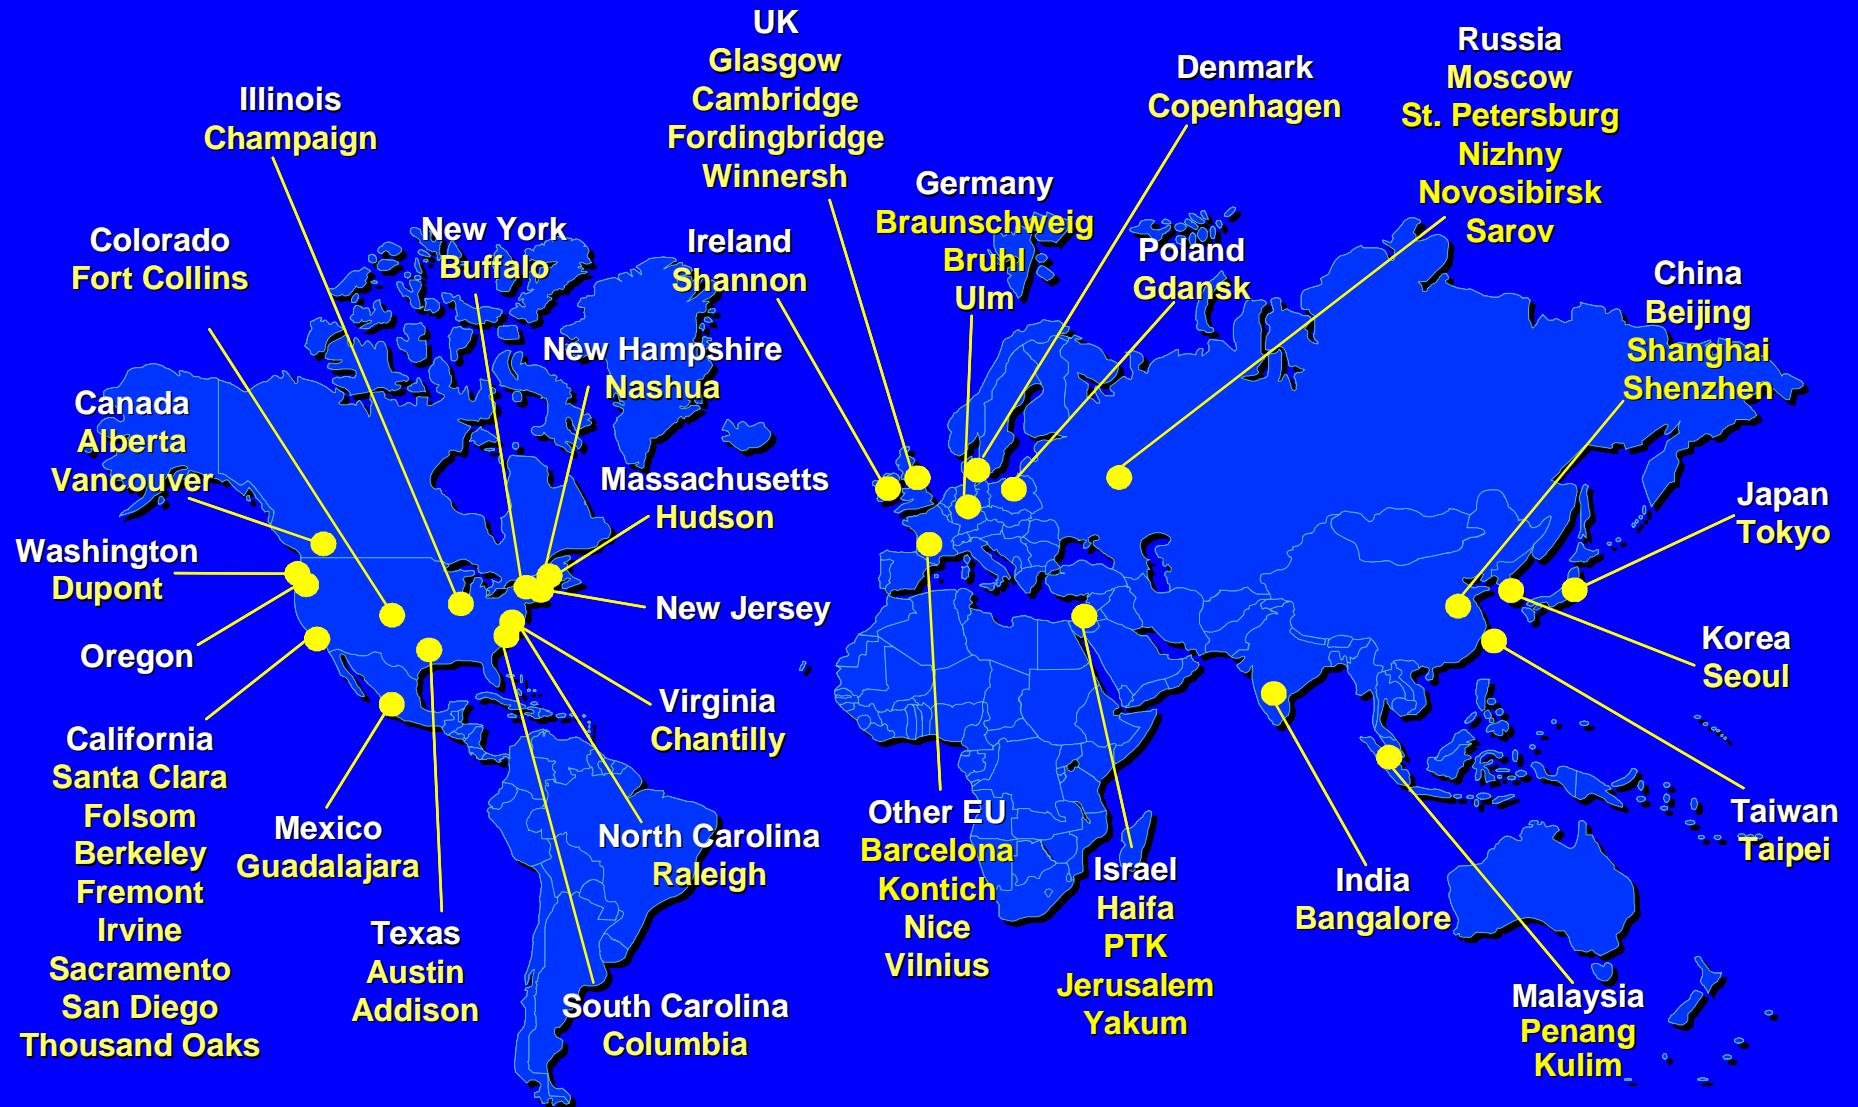 UK
Glasgow
Cambridge
Fordingbridge
Winnersh
Denmark
Copenhagen
Russia
Moscow
St. Petersburg
Nizhny
Novosibirsk
Sarov
Illinois
Champaign
Germany
Braunschweig
Bruhl
Ulm
Colorado
Fort Collins
New York
Buffalo
Ireland
Shannon
Poland
Gdansk
China
Beijing
Shanghai
Shenzhen
New Hampshire
Nashua
Canada
Alberta
Vancouver
Massachusetts
Hudson
Japan
Tokyo
Washington
Dupont
New Jersey
Oregon
Korea
Seoul
Virginia
Chantilly
California
Santa Clara
Folsom
Berkeley
Fremont
Irvine
Sacramento
San Diego
Thousand Oaks
Mexico
Guadalajara
North Carolina
Raleigh
Other EU
Barcelona
Kontich
Nice
Vilnius
Israel
Haifa
PTK
Jerusalem
Yakum
India
Bangalore
Taiwan
Taipei
Texas
Austin
Addison
South Carolina
Columbia
Malaysia
Penang
Kulim